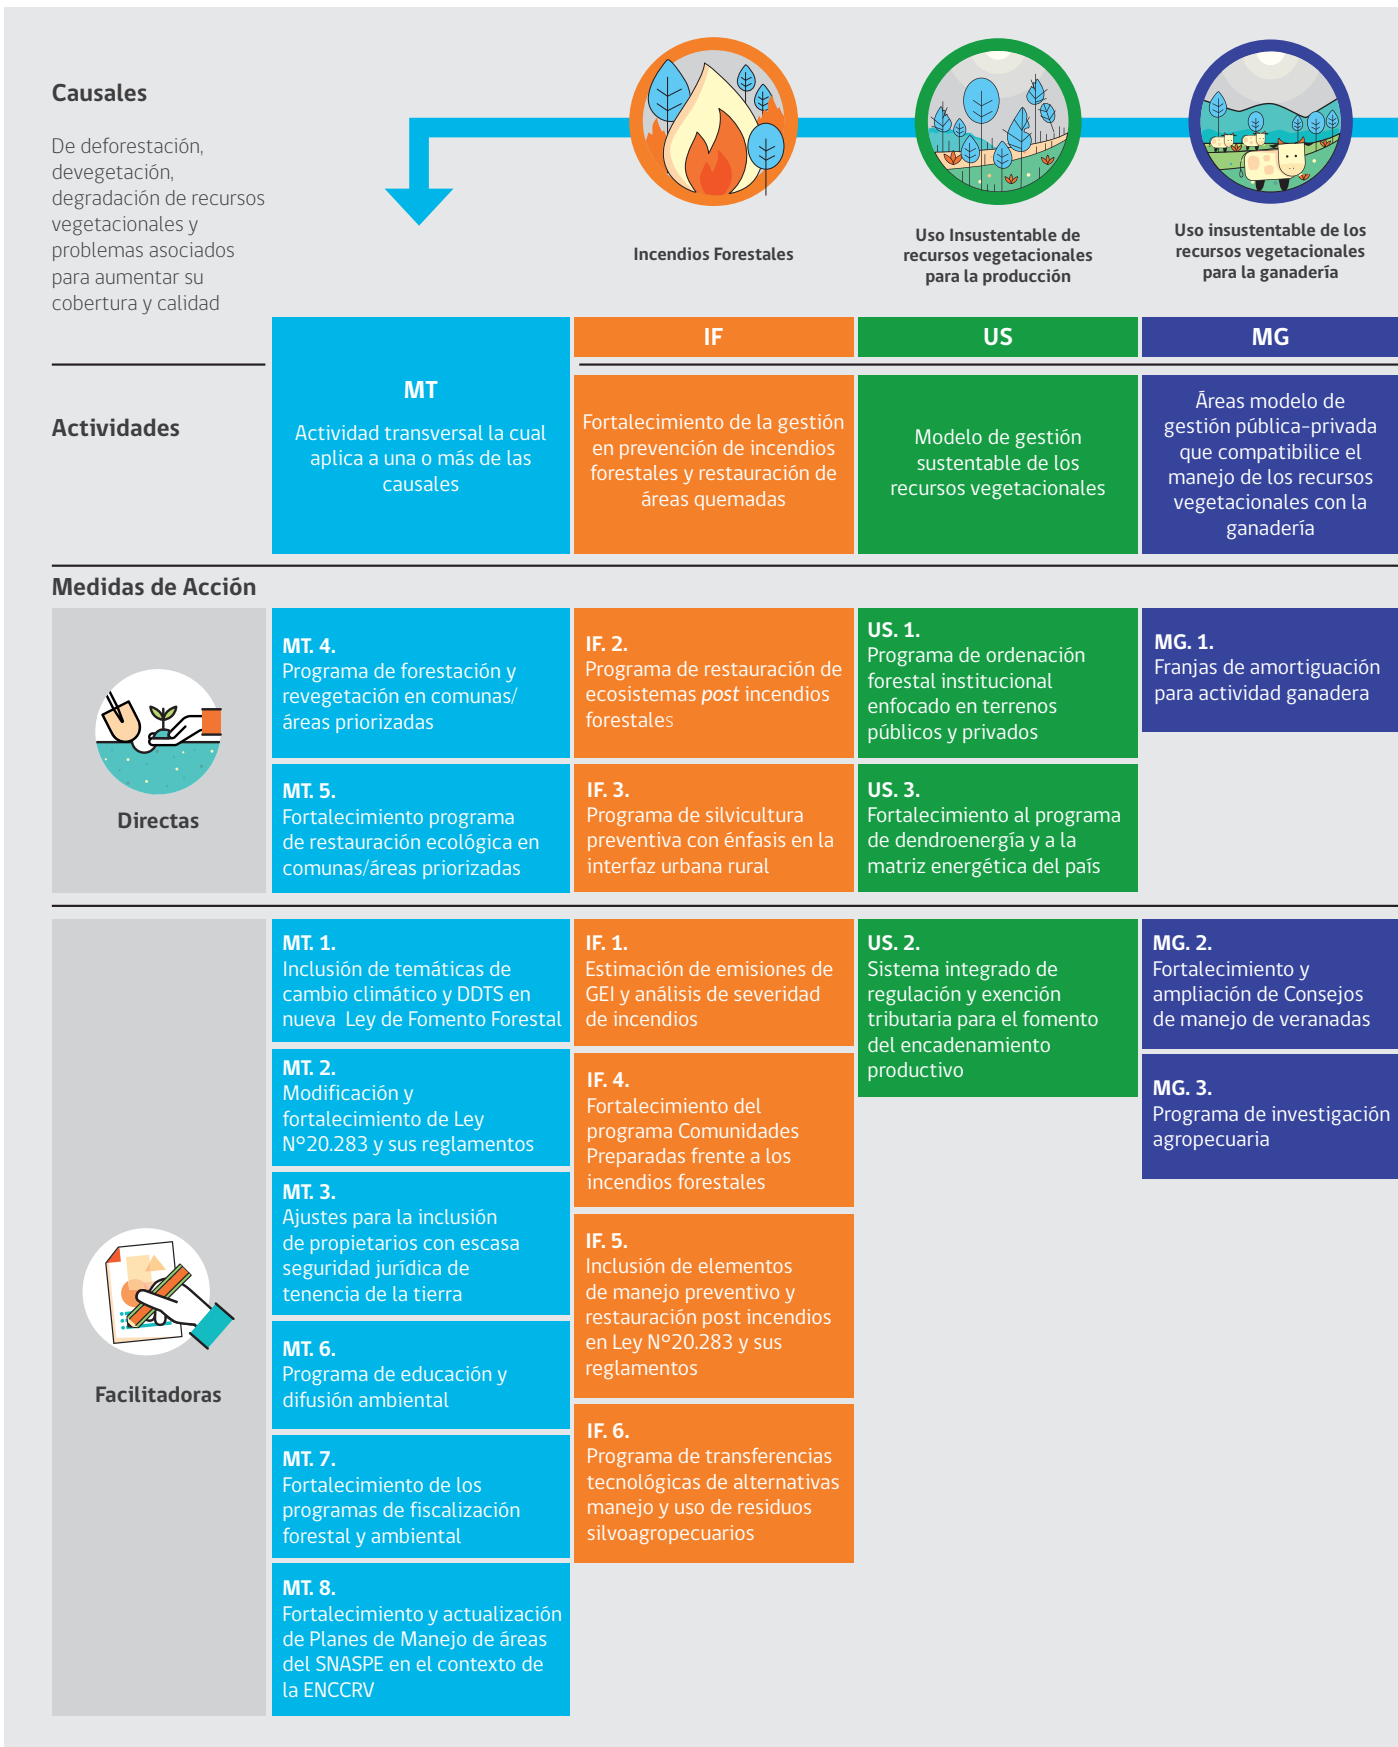 Causales
De deforestación,
devegetación,
degradación de recursos
vegetacionales y
problemas asociados
para aumentar su
cobertura y calidad
Incendios Forestales
Uso Insustentable de
recursos vegetacionales
para la producción
Uso insustentable de los
recursos vegetacionales
para la ganadería
IF
US
MG
Actividades
MT
Actividad transversal la cual
aplica a una o más de las
causales
Fortalecimiento de la gestión
en prevención de incendios
forestales y restauración de
áreas quemadas
Modelo de gestión
sustentable de los
recursos vegetacionales
Áreas modelo de
gestión pública-privada
que compatibilice el
manejo de los recursos
vegetacionales con la
ganadería
Medidas de Acción
Directas
MT. 4.
Programa de forestación y
revegetación en comunas/
áreas priorizadas
MT. 5.
Fortalecimiento programa
de restauración ecológica en
comunas/áreas priorizadas
IF. 2.
Programa de restauración de
ecosistemas post incendios
forestales
IF. 3.
Programa de silvicultura
preventiva con énfasis en la
interfaz urbana rural
US. 1.
Programa de ordenación
forestal institucional
enfocado en terrenos
públicos y privados
US. 3.
Fortalecimiento al programa
de dendroenergía y a la
matriz energética del país
MG. 1.
Franjas de amortiguación
para actividad ganadera
Facilitadoras
MT. 1.
Inclusión de temáticas de
cambio climático y DDTS en
nueva Ley de Fomento Forestal
MT. 2.
Modificación y
fortalecimiento de Ley
N°20.283 y sus reglamentos
MT. 3.
Ajustes para la inclusión
de propietarios con escasa
seguridad jurídica de
tenencia de la tierra
MT. 6.
Programa de educación y
difusión ambiental
MT. 7.
Fortalecimiento de los
programas de fiscalización
forestal y ambiental
MT. 8.
Fortalecimiento y actualización
de Planes de Manejo de áreas
del SNASPE en el contexto de
la ENCCRV
IF. 1.
Estimación de emisiones de
GEI y análisis de severidad
de incendios
IF. 4.
Fortalecimiento del
programa Comunidades
Preparadas frente a los
incendios forestales
IF. 5.
Inclusión de elementos
de manejo preventivo y
restauración post incendios
en Ley N°20.283 y sus
reglamentos
IF. 6.
Programa de transferencias
tecnológicas de alternativas
manejo y uso de residuos
silvoagropecuarios
US. 2.
Sistema integrado de
regulación y exención
tributaria para el fomento
del encadenamiento
productivo
MG. 2.
Fortalecimiento y
ampliación de Consejos
de manejo de veranadas
MG. 3.
Programa de investigación
agropecuaria